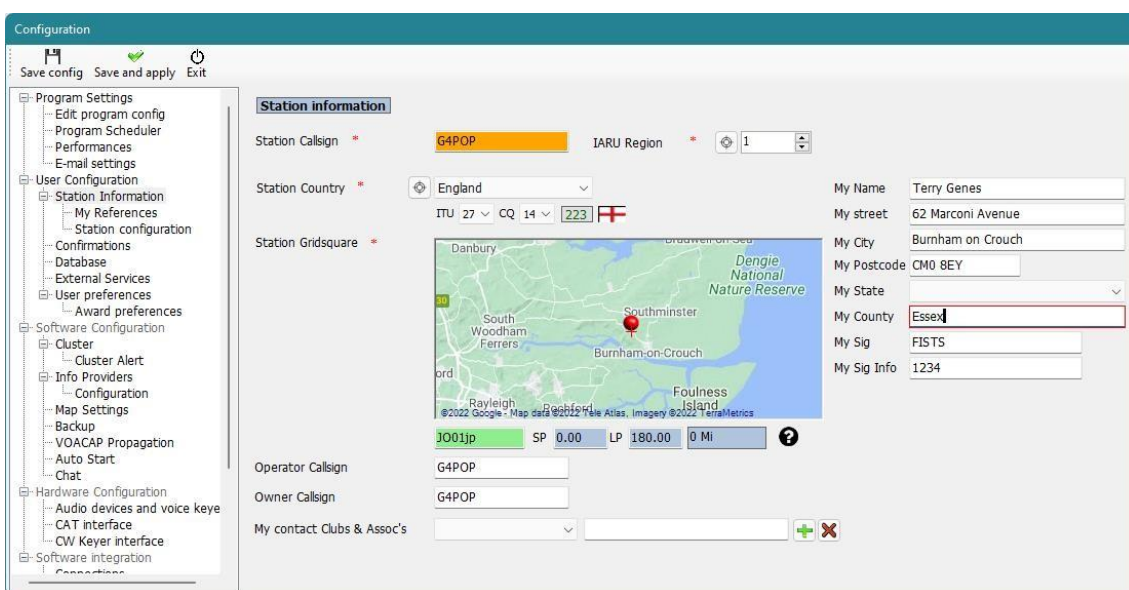 Configuration
Save config Save and apply Exit
Program Settings
Edit program config
Program Scheduler
Performances
E-mail settings
User Configuration
Station Information
My References
Station configuration
Confirmations
Database
External Services
User preferences
Award preferences
Software Configuration
Cluster
Cluster Alert
Info Providers
Configuration
Map Settings
Backup
VOACAP Propagation
Auto Start
Chat
Hardware Configuration
Audio devices and voice keye
CAT interface
CW Keyer interface
Software integration
Connections
Station information
Station Callsign * G4POP IARU Region * 1
Station Country * England
ITU 27 CQ 14 223
Station Gridsquare *
Danbury
Bradwell-on-Sea
Dengie
National
Nature Reserve
30
Southminster
South
Woodham
Ferrers
Burnham-on-Crouch
ord
Foulness
Island
Rayleigh Rochford
©2022 Google - Map data ©2022 Tele Atlas, Imagery ©2022 TerraMetrics
JO01jp SP 0.00 LP 180.00 0 Mi ?
Operator Callsign G4POP
Owner Callsign G4POP
My contact Clubs & Assoc's
My Name Terry Genes
My street 62 Marconi Avenue
My City Burnham on Crouch
My Postcode CM0 8EY
My State
My County Essex
My Sig FISTS
My Sig Info 1234